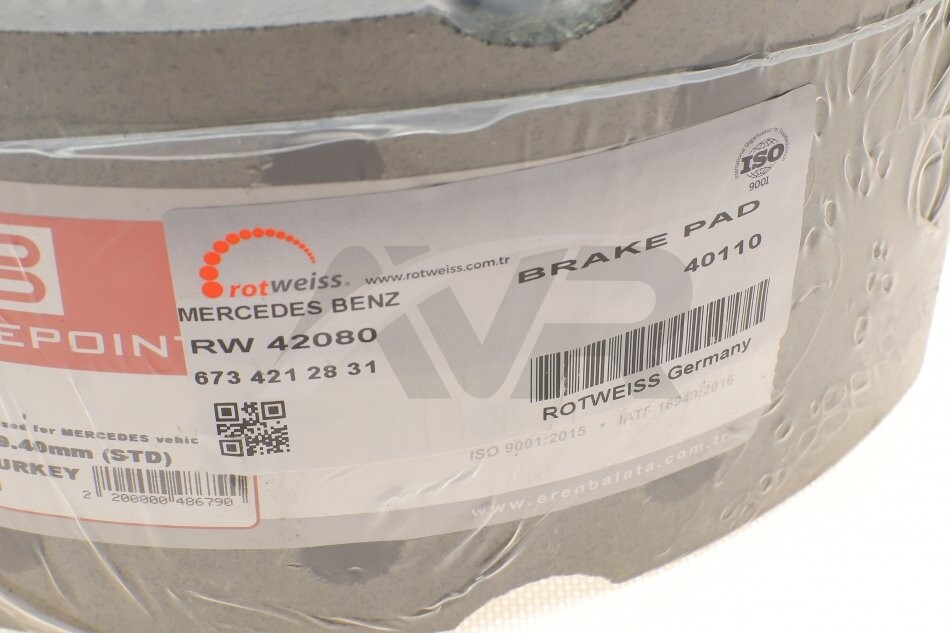 ISO
9001
rotweiss.
www.rotweiss.com.tr
BRAKE PAD
40110
MERCEDES BENZ
RW 42080
673 421 28 31
ROTWEISS Germany
ISO 9001:2015 • IATF 16949:2016
www.erenbalata.com.tr
EPOINT
sed for MERCEDES vehic
9.40mm (STD)
URKEY
2 200000 486790
AVR